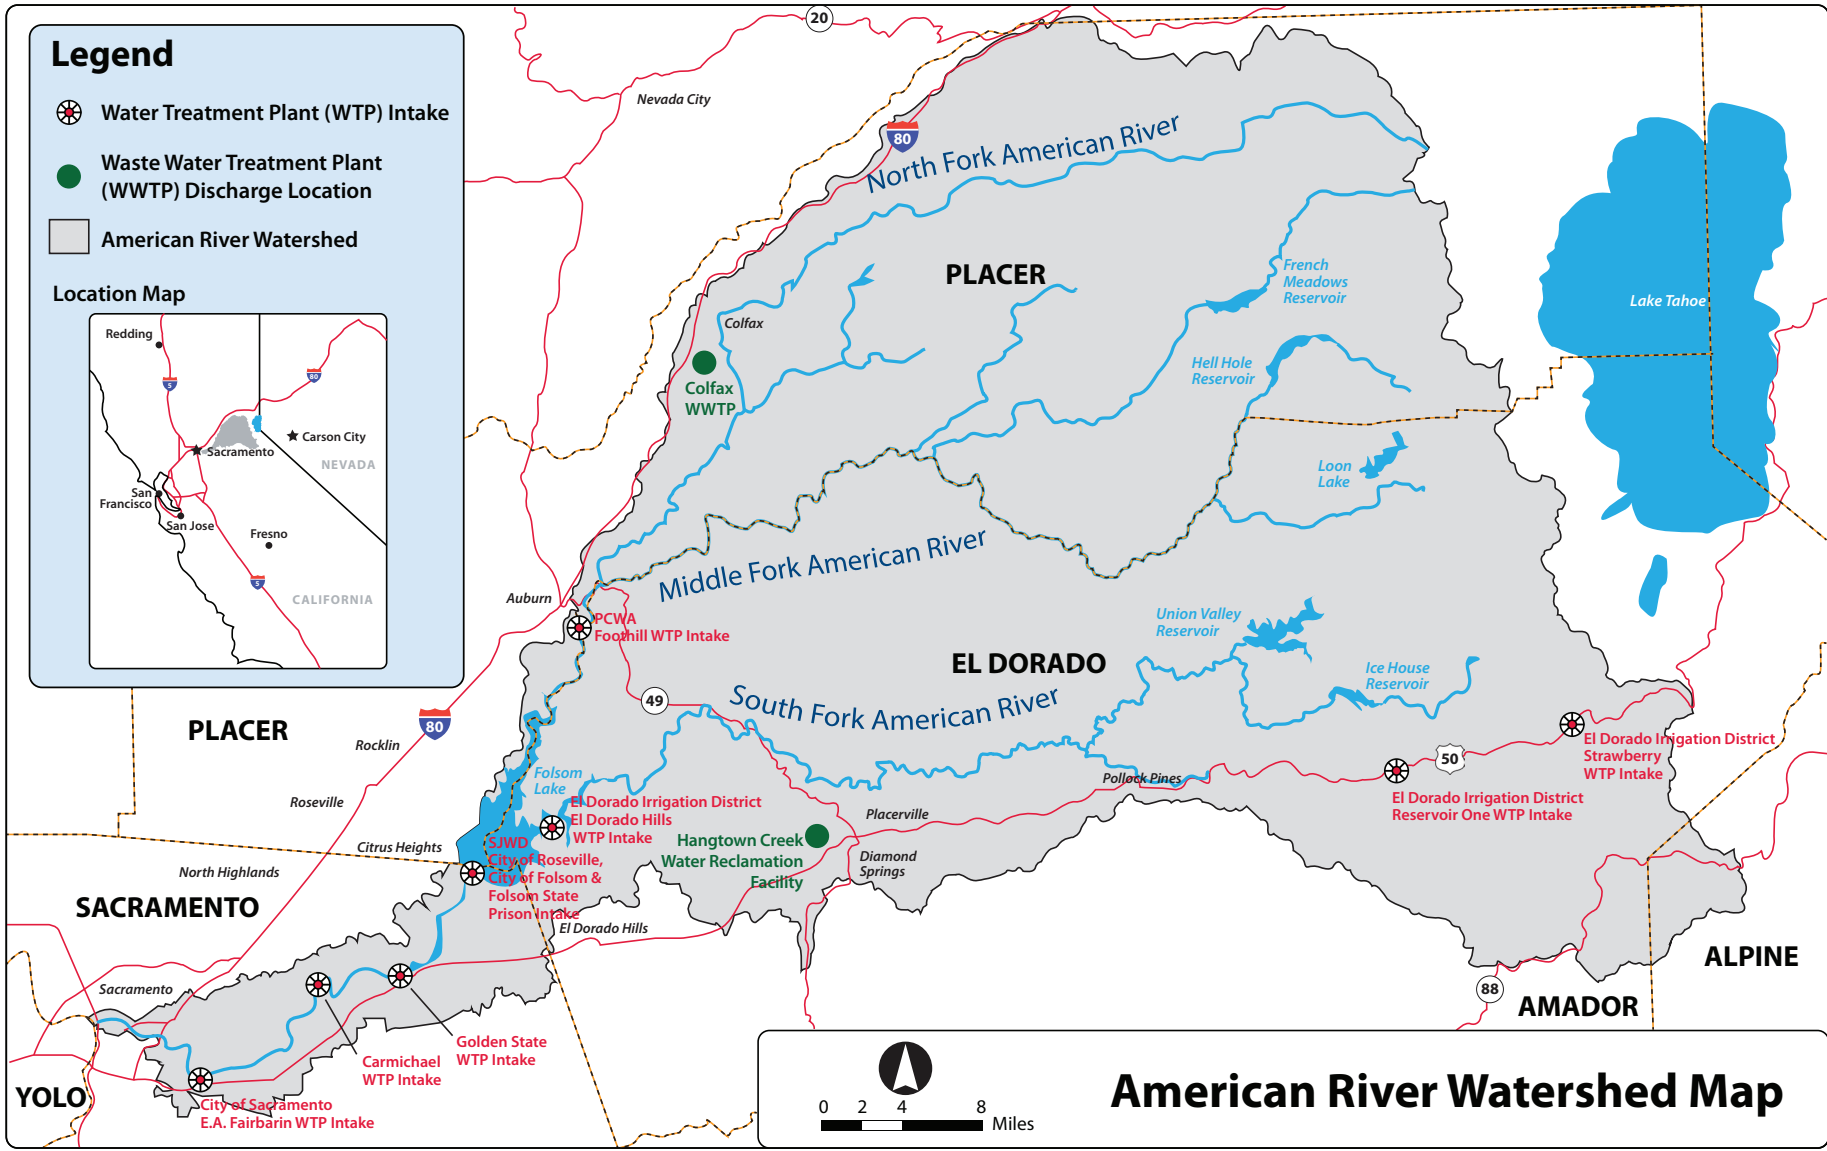 Legend
Water Treatment Plant (WTP) Intake
Waste Water Treatment Plant
(WWTP) Discharge Location
American River Watershed
Location Map
Redding
5
80
Carson City
Sacramento
NEVADA
San
Francisco
San Jose
Fresno
5
CALIFORNIA
20
Nevada City
80
North Fork American River
PLACER
French
Meadows
Reservoir
Lake Tahoe
Colfax
Hell Hole
Reservoir
Colfax
WWTP
Loon
Lake
Middle Fork American River
Auburn
PCWA
Foothill WTP Intake
Union Valley
Reservoir
EL DORADO
Ice House
Reservoir
49
South Fork American River
PLACER
80
Rocklin
El Dorado Irrigation District
Strawberry
WTP Intake
50
Folsom
Lake
Pollock Pines
Roseville
El Dorado Irrigation District
El Dorado Hills
WTP Intake
El Dorado Irrigation District
Reservoir One WTP Intake
Placerville
Hangtown Creek
Water Reclamation
Facility
Citrus Heights
SJWD
City of Roseville,
City of Folsom &
Folsom State
Prison Intake
Diamond
Springs
North Highlands
SACRAMENTO
El Dorado Hills
ALPINE
Sacramento
88
AMADOR
Golden State
WTP Intake
Carmichael
WTP Intake
YOLO
City of Sacramento
E.A. Fairbarin WTP Intake
0 2 4 8
Miles
American River Watershed Map